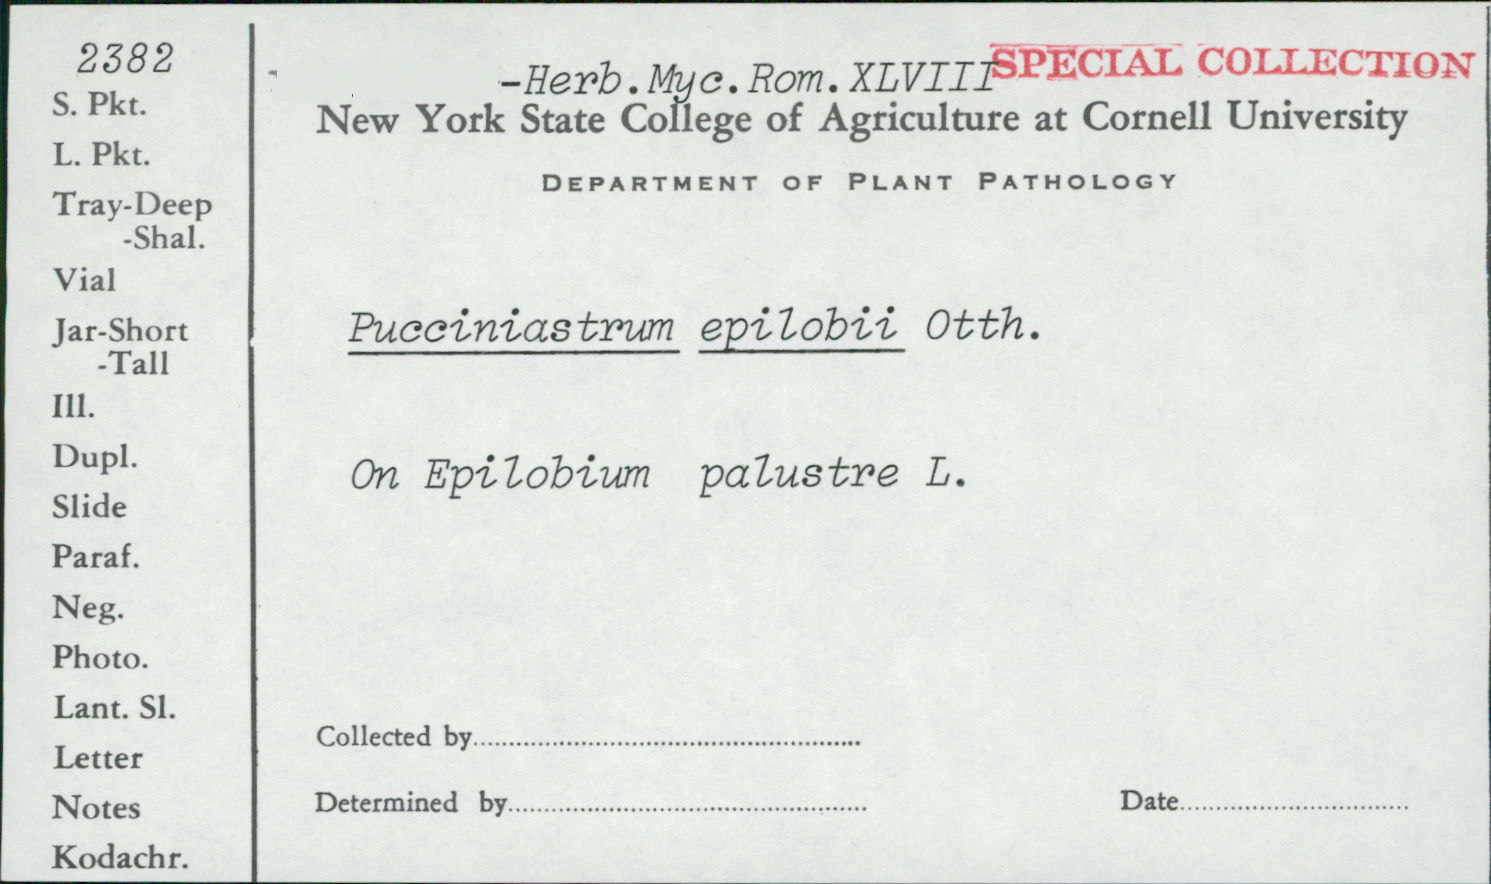 2382
S. Pkt.
L. Pkt.
Tray-Deep
-Shal.
Vial
Jar-Short
-Tall
Ill.
Dupl.
Slide
Paraf.
Neg.
Photo.
Lant. Sl.
Letter
Notes
Kodachr.
-Herb.Myc.Rom.XLVIII SPECIAL COLLECTION
New York State College of Agriculture at Cornell University
DEPARTMENT OF PLANT PATHOLOGY
Pucciniastrum epilobii Otth.
On Epilobium palustre L.
Collected by
Determined by Date